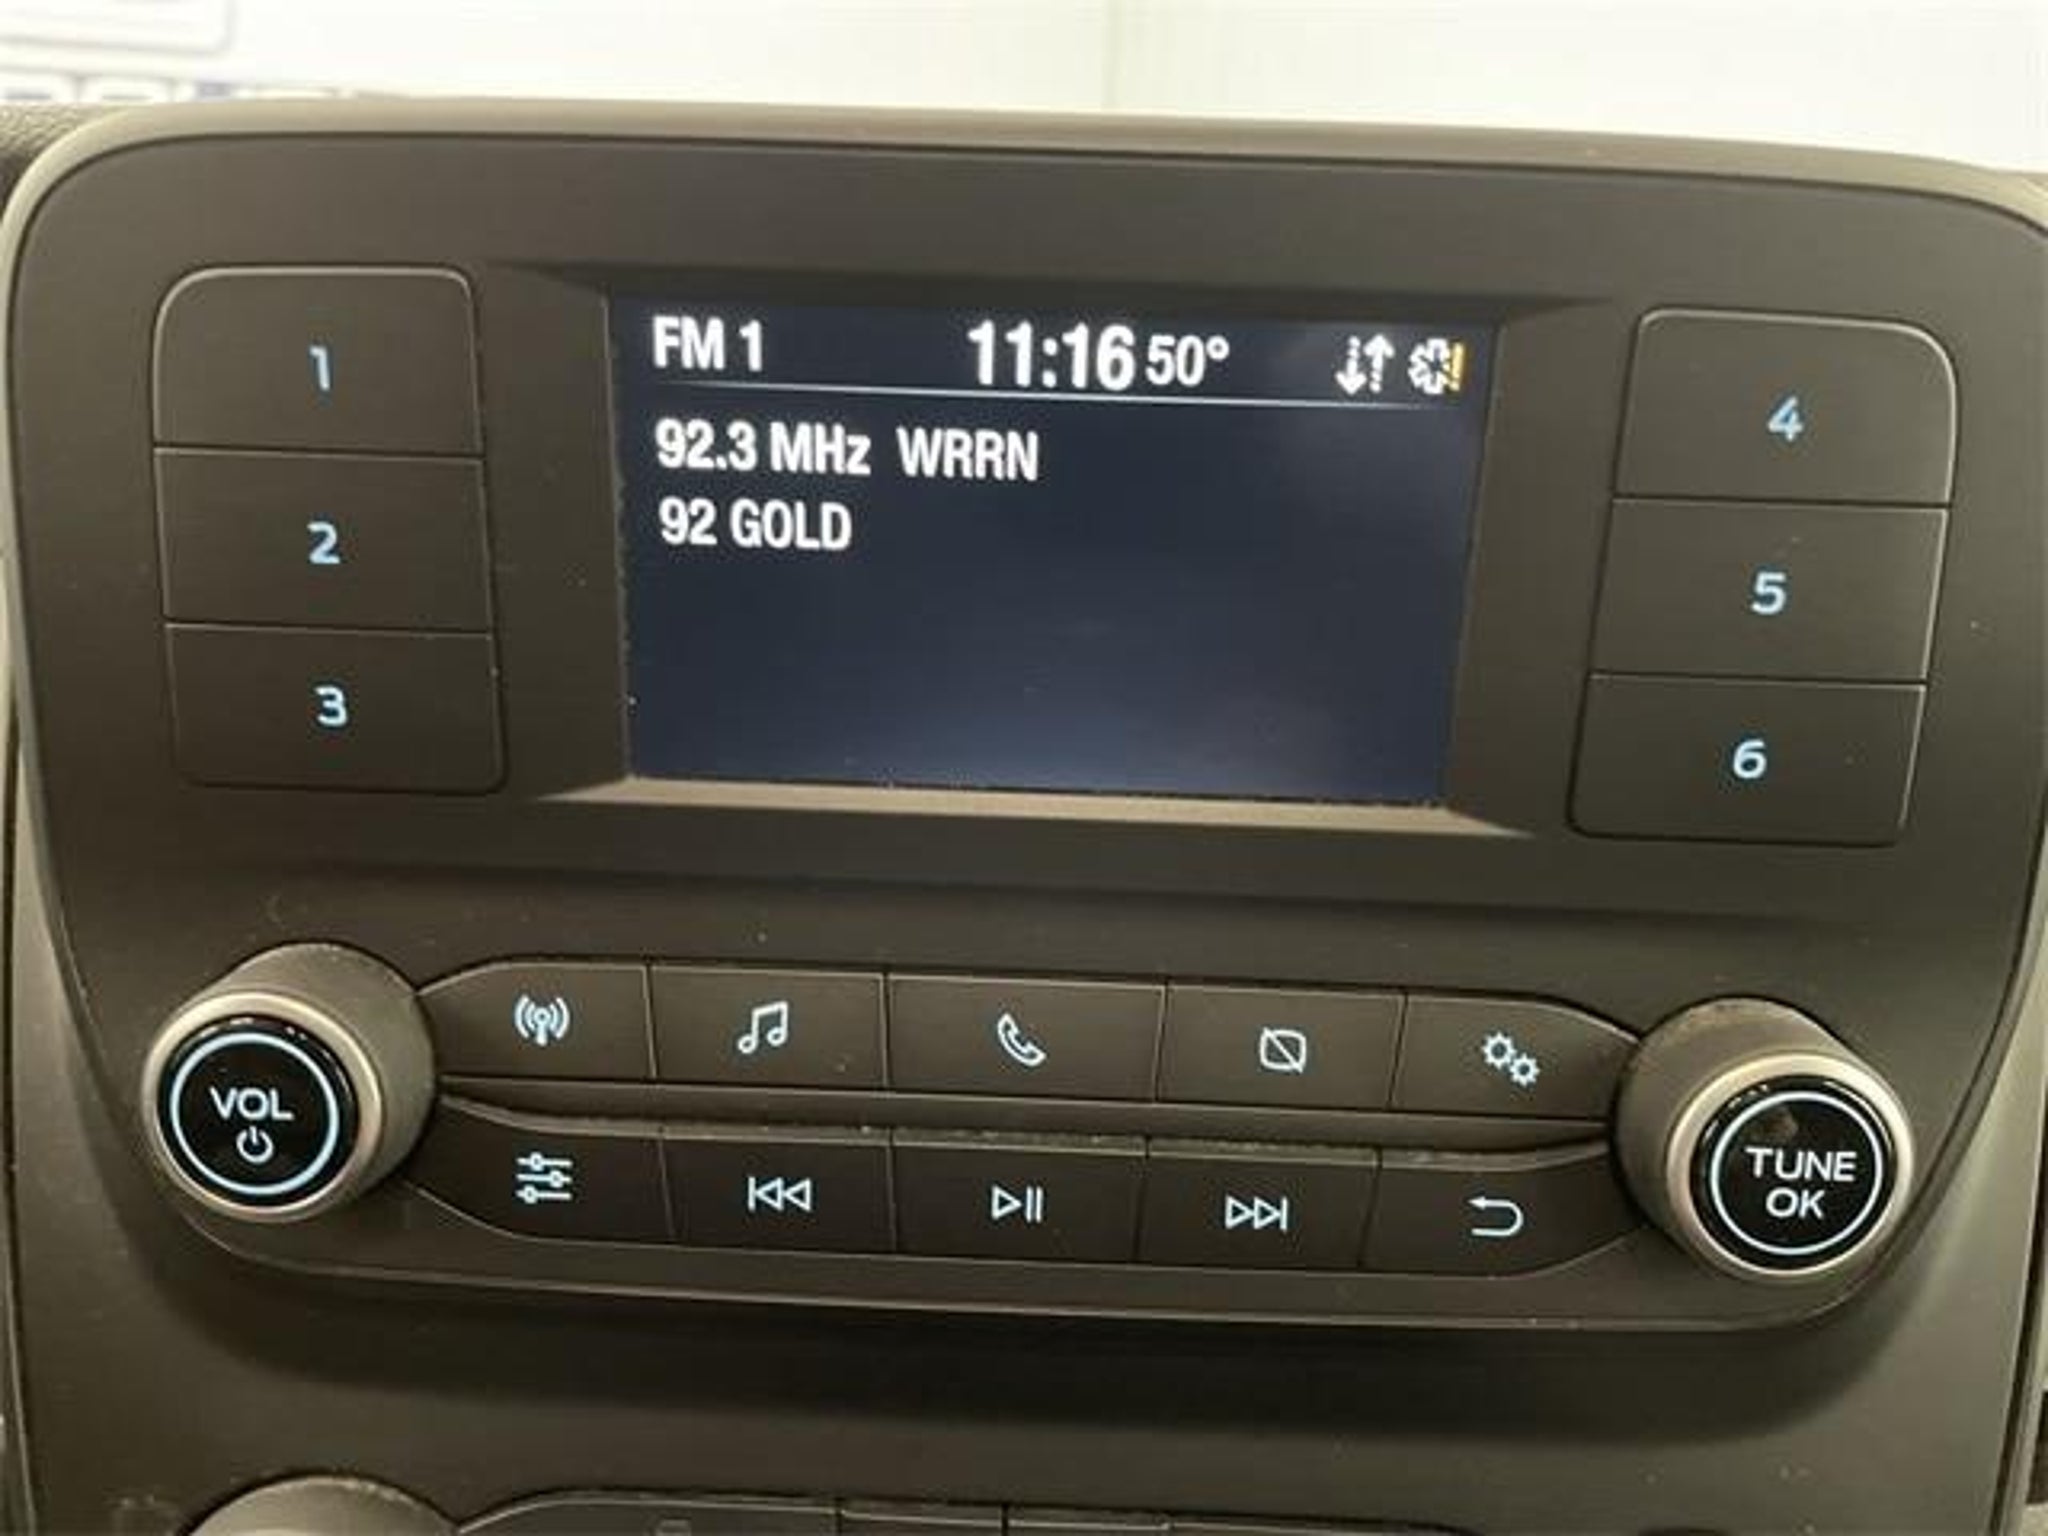 FM 1 11:16 50°
92.3 MHz WRRN
92 GOLD
1
2
3
4
5
6
VOL
TUNE
OK